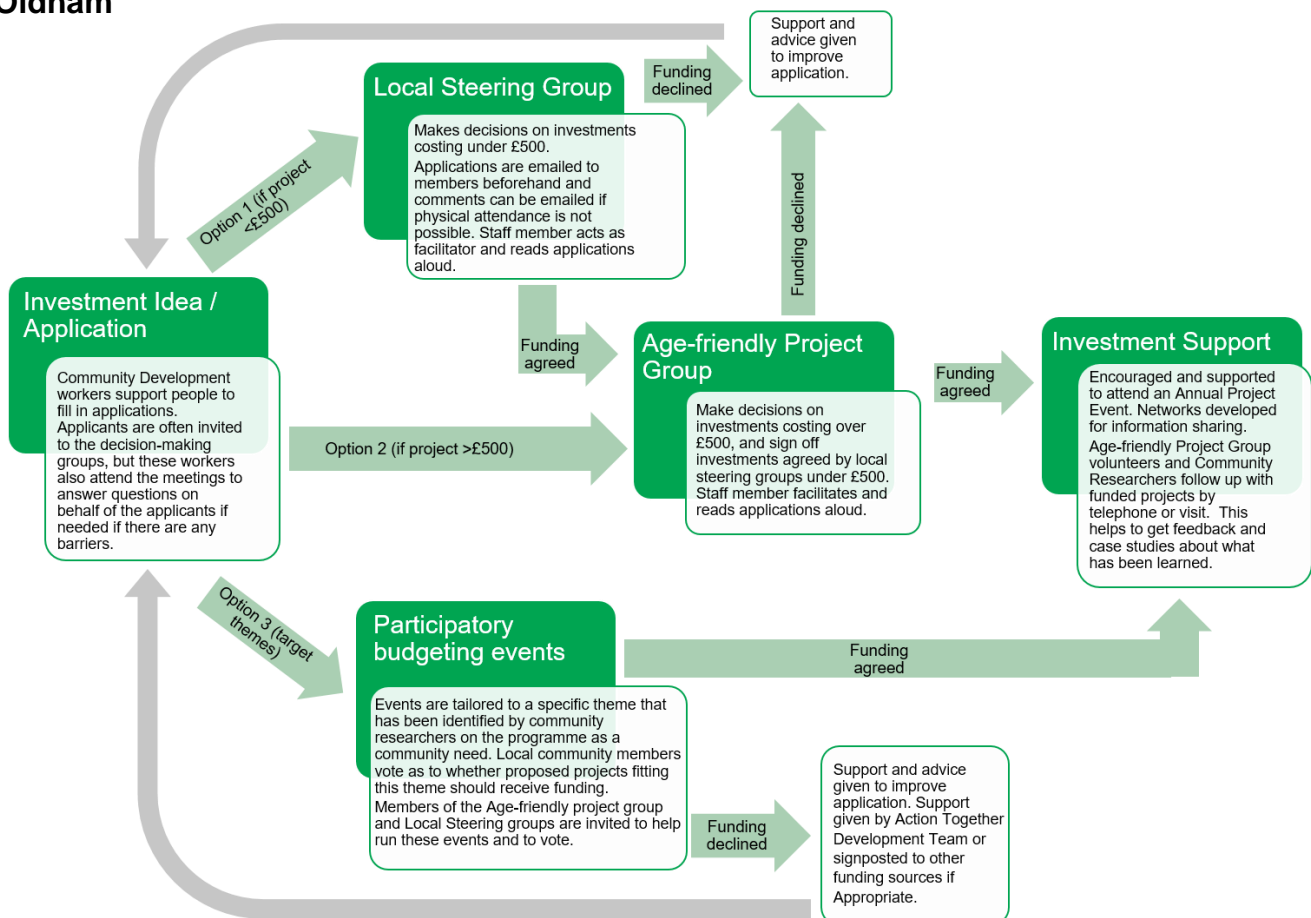 Oldham
Support and
advice given
to improve
application.
Funding
declined
Local Steering Group
Makes decisions on investments
costing under £500.
Applications are emailed to
members beforehand and
comments can be emailed if
physical attendance is not
possible. Staff member acts as
facilitator and reads applications
aloud.
Option 1 (if project
<£500)
Funding declined
Investment Idea /
Application
Community Development
workers support people to
fill in applications.
Applicants are often invited
to the decision-making
groups, but these workers
also attend the meetings to
answer questions on
behalf of the applicants if
needed if there are any
barriers.
Funding
agreed
Age-friendly Project
Group
Make decisions on
investments costing over
£500, and sign off
investments agreed by local
steering groups under £500.
Staff member facilitates and
reads applications aloud.
Funding
agreed
Investment Support
Encouraged and supported
to attend an Annual Project
Event. Networks developed
for information sharing.
Age-friendly Project Group
volunteers and Community
Researchers follow up with
funded projects by
telephone or visit.  This
helps to get feedback and
case studies about what
has been learned.
Option 2 (if project >£500)
Option 3 (target
themes)
Participatory
budgeting events
Events are tailored to a specific theme that
has been identified by community
researchers on the programme as a
community need. Local community members
vote as to whether proposed projects fitting
this theme should receive funding.
Members of the Age-friendly project group
and Local Steering groups are invited to help
run these events and to vote.
Funding
agreed
Funding
declined
Support and advice
given to improve
application. Support
given by Action Together
Development Team or
signposted to other
funding sources if
Appropriate.